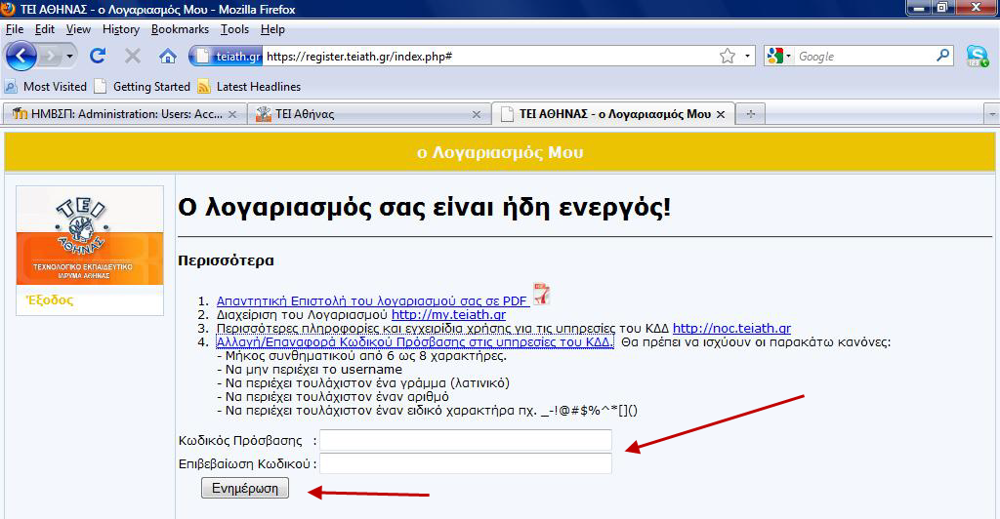 ΤΕΙ ΑΘΗΝΑΣ - ο Λογαριασμός Μου - Mozilla Firefox
File Edit View History Bookmarks Tools Help
teiath.gr https://register.teiath.gr/index.php# Google
Most Visited Getting Started Latest Headlines
ΗΜΒΣΠ: Administration: Users: Acc... ΤΕΙ Αθήνας ΤΕΙ ΑΘΗΝΑΣ - ο Λογαριασμός Μου
ο Λογαριασμός Μου
ΤΕΙ
ΑΘΗΝΑΣ
ΤΕΧΝΟΛΟΓΙΚΟ ΕΚΠΑΙΔΕΥΤΙΚΟ
ΙΔΡΥΜΑ ΑΘΗΝΑΣ
Έξοδος
Ο λογαριασμός σας είναι ήδη ενεργός!
Περισσότερα
1. Απαντητική Επιστολή του λογαριασμού σας σε PDF
2. Διαχείριση του Λογαριασμού http://my.teiath.gr
3. Περισσότερες πληροφορίες και εγχειρίδια χρήσης για τις υπηρεσίες του ΚΔΔ http://noc.teiath.gr
4. Αλλαγή/Επαναφορά Κωδικού Πρόσβασης στις υπηρεσίες του ΚΔΔ. Θα πρέπει να ισχύουν οι παρακάτω κανόνες:
- Μήκος συνθηματικού από 6 ως 8 χαρακτήρες.
- Να μην περιέχει το username
- Να περιέχει τουλάχιστον ένα γράμμα (λατινικό)
- Να περιέχει τουλάχιστον έναν αριθμό
- Να περιέχει τουλάχιστον έναν ειδικό χαρακτήρα πχ. _-!@#$%^*[]()
Κωδικός Πρόσβασης :
Επιβεβαίωση Κωδικού :
Ενημέρωση